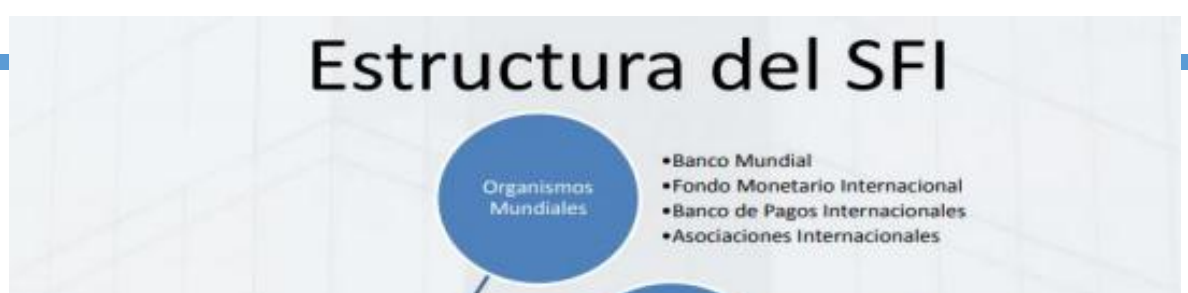 Estructura del SFI
Organismos
Mundiales
•Banco Mundial
•Fondo Monetario Internacional
•Banco de Pagos Internacionales
•Asociaciones Internacionales